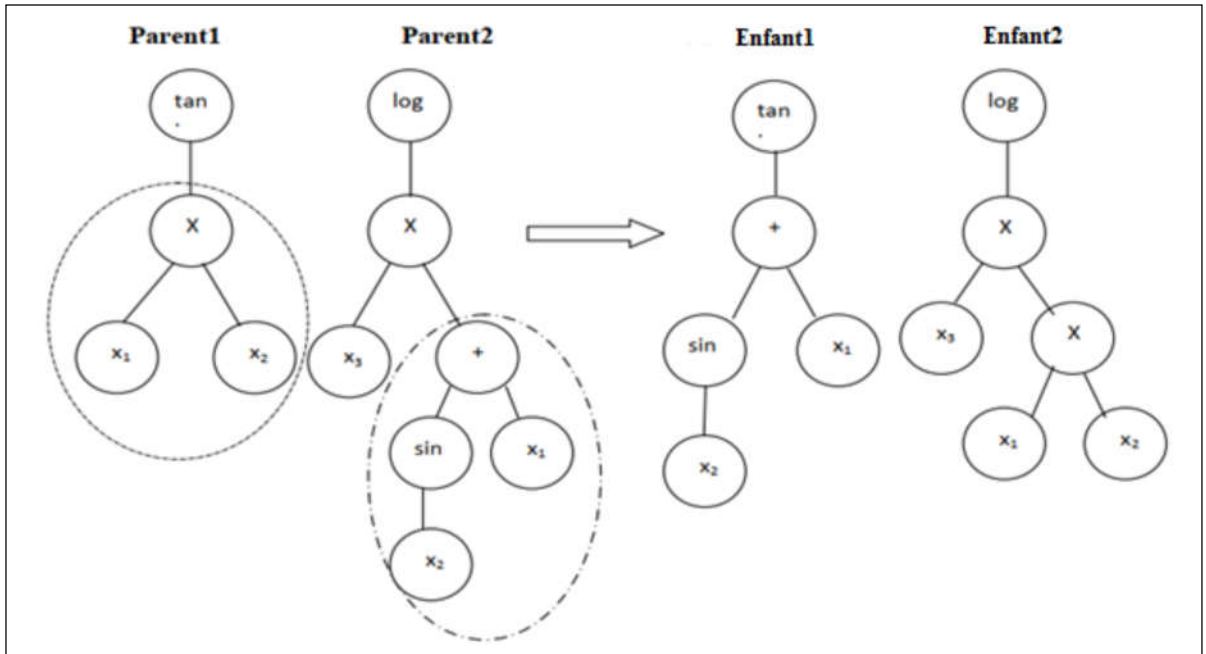 Parent1 Parent2 Enfant1 Enfant2
tan log tan log
.
.
X X + X
x₁ x₂ x₃ + sin x₁ x₃ X
sin x₁ x₂ x₁ x₂
x₂